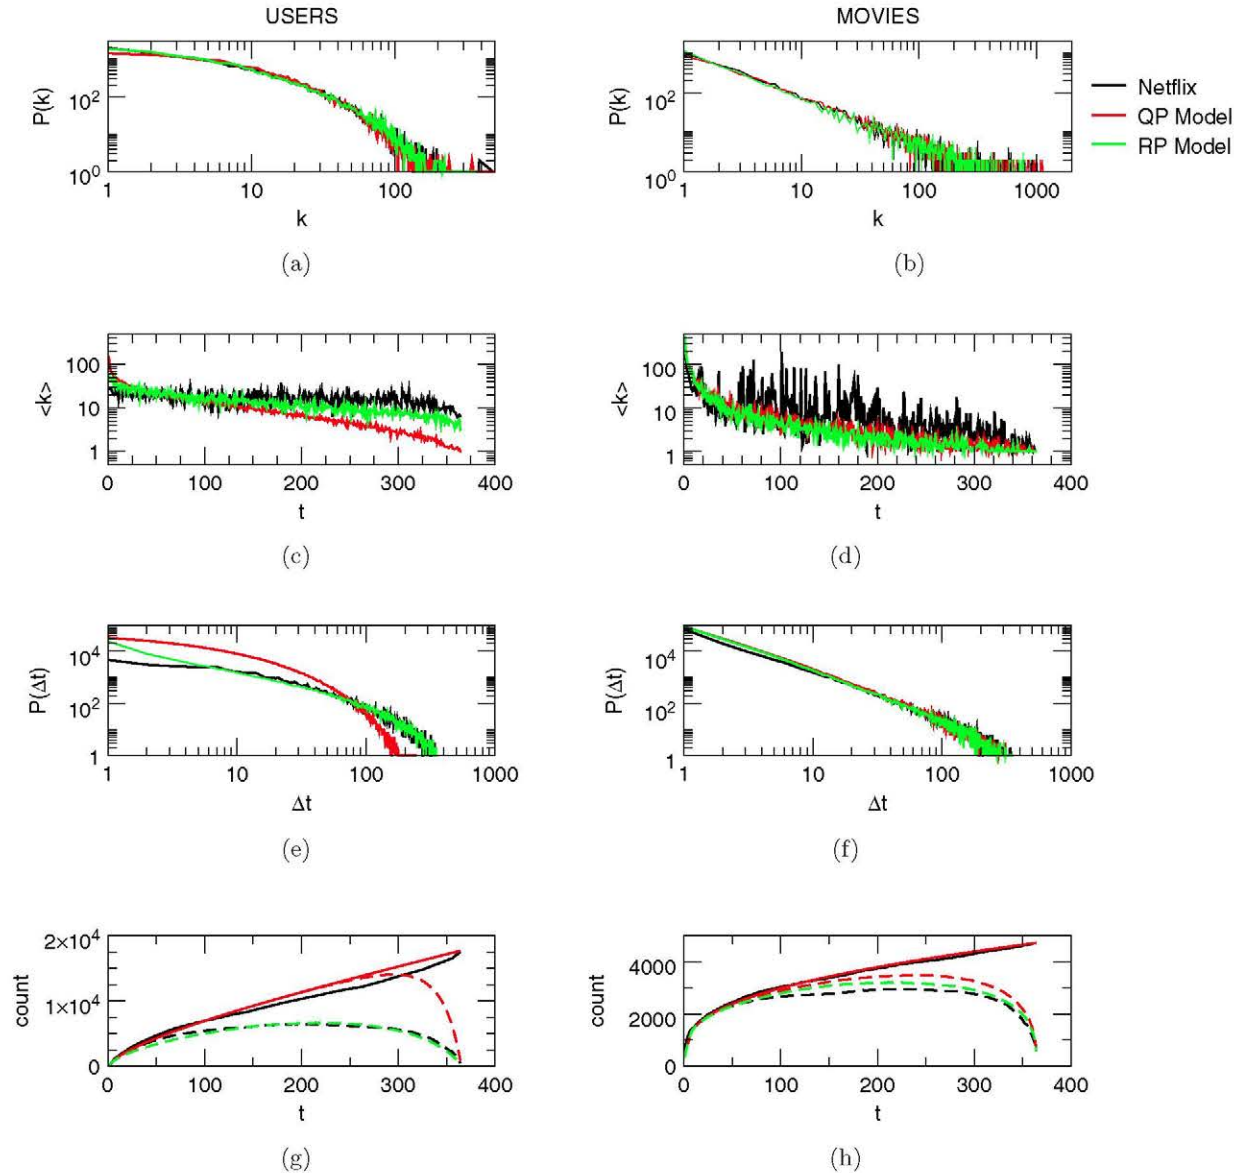 USERS
MOVIES
P(k)
10^2
10^0
1
10
100
k
(a)
P(k)
10^2
10^0
1
10
100
1000
k
(b)
Netflix
QP Model
RP Model
<k>
100
10
1
0
100
200
300
400
t
(c)
<k>
100
10
1
0
100
200
300
400
t
(d)
P(Δt)
10^4
10^2
1
1
10
100
1000
Δt
(e)
P(Δt)
10^4
10^2
1
1
10
100
1000
Δt
(f)
count
2×10^4
1×10^4
0
0
100
200
300
400
t
(g)
count
4000
2000
0
0
100
200
300
400
t
(h)